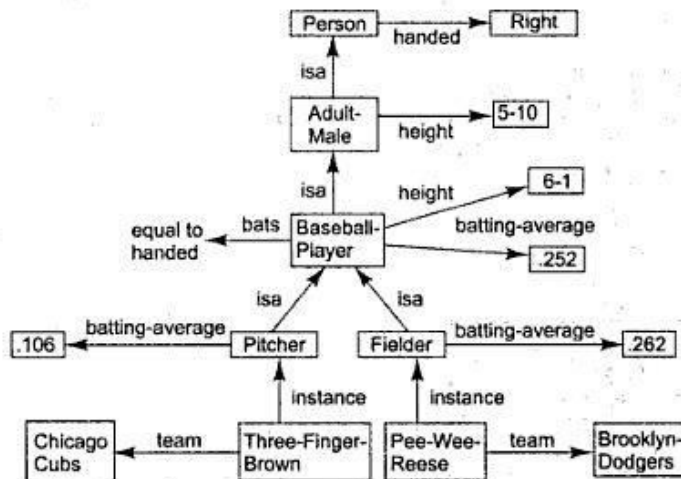 Person
handed
Right
isa
Adult-
Male
height
5-10
isa
height
6-1
equal to
handed
bats
Baseball-
Player
batting-average
.252
isa
isa
.106
batting-average
Pitcher
Fielder
batting-average
.262
instance
instance
Chicago
Cubs
team
Three-Finger-
Brown
Pee-Wee-
Reese
team
Brooklyn-
Dodgers